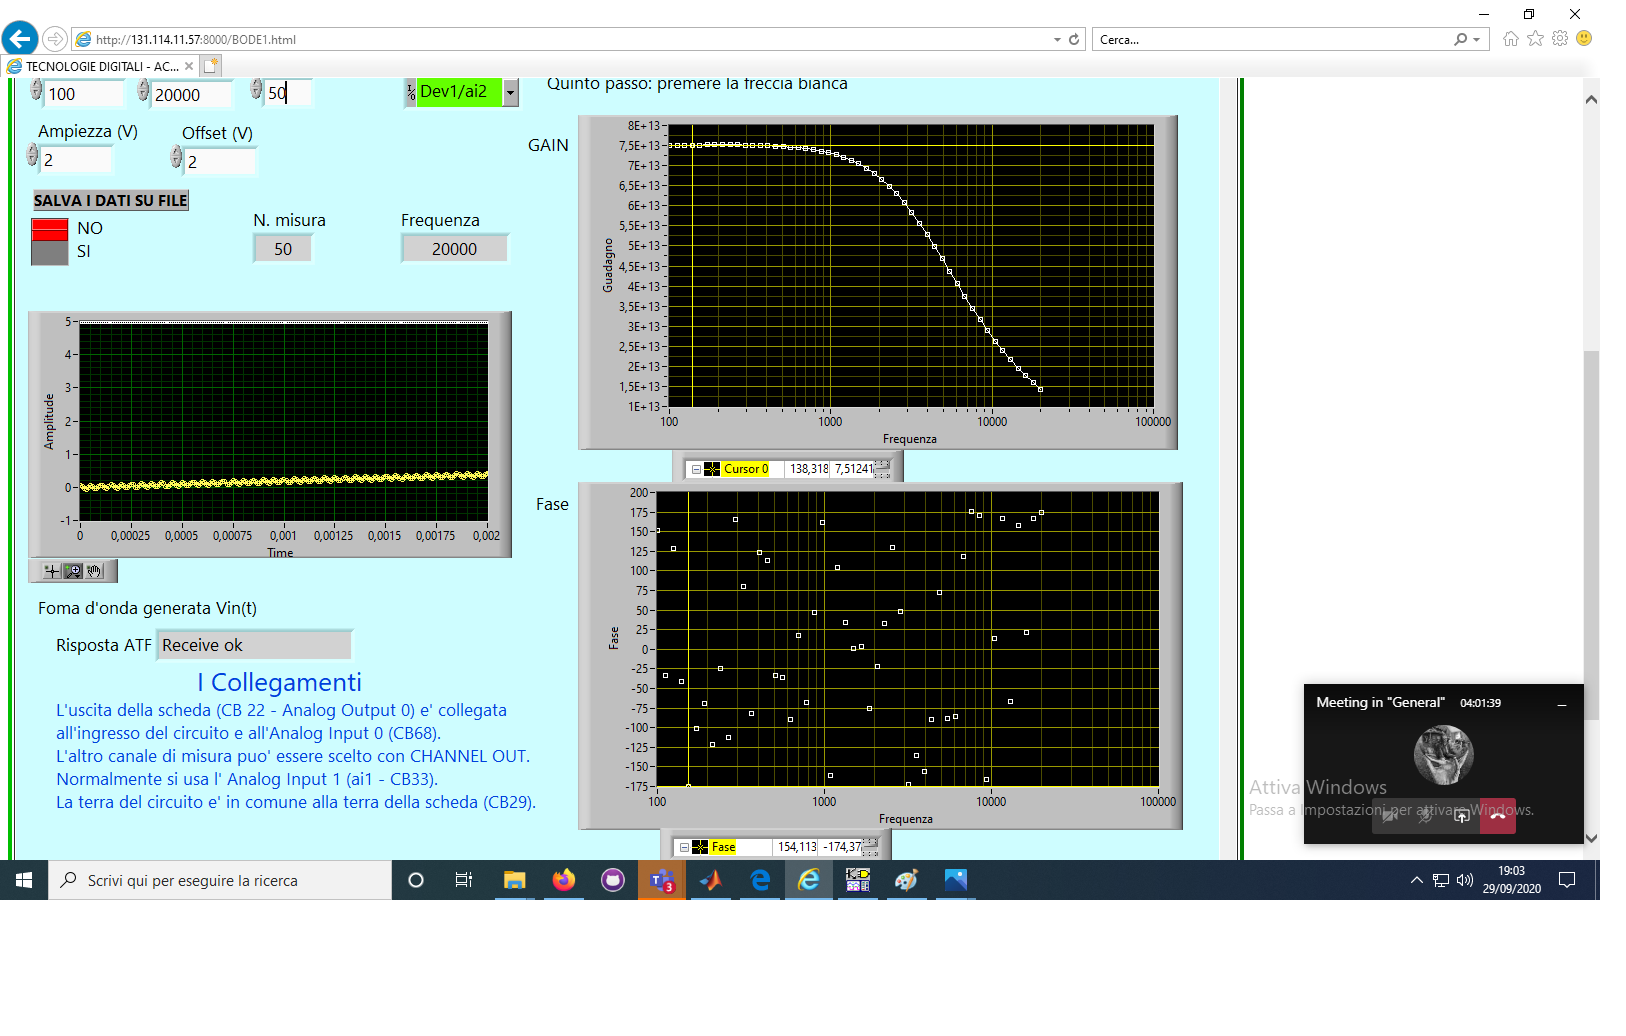 http://131.114.11.57:8000/BODE1.html
Cerca...
TECNOLOGIE DIGITALI - AC...
100
20000
50
Dev1/ai2
Quinto passo: premere la freccia bianca
Ampiezza (V)
Offset (V)
2
2
SALVA I DATI SU FILE
NO
SI
N. misura
Frequenza
50
20000
GAIN
8E+13
7,5E+13
7E+13
6,5E+13
6E+13
5,5E+13
5E+13
4,5E+13
4E+13
3,5E+13
3E+13
2,5E+13
2E+13
1,5E+13
1E+13
Guadagno
100
1000
10000
100000
Frequenza
Cursor 0
138,318
7,51241
5
4
3
2
1
0
-1
Amplitude
0
0,00025
0,0005
0,00075
0,001
0,00125
0,0015
0,00175
0,002
Time
Fase
200
175
150
125
100
75
50
25
0
-25
-50
-75
-100
-125
-150
-175
Fase
100
1000
10000
100000
Frequenza
Fase
154,113
-174,37
Foma d'onda generata Vin(t)
Risposta ATF
Receive ok
I Collegamenti
L'uscita della scheda (CB 22 - Analog Output 0) e' collegata
all'ingresso del circuito e all'Analog Input 0 (CB68).
L'altro canale di misura puo' essere scelto con CHANNEL OUT.
Normalmente si usa l' Analog Input 1 (ai1 - CB33).
La terra del circuito e' in comune alla terra della scheda (CB29).
Meeting in "General"
04:01:39
Attiva Windows
Passa a Impostazioni per attivare Windows.
Scrivi qui per eseguire la ricerca
3
19:03
29/09/2020